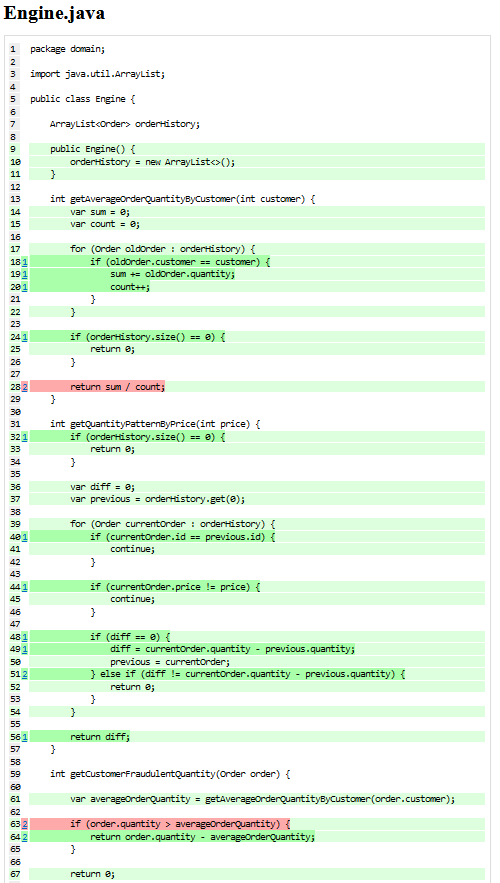 Engine.java
1 package domain;
2
3 import java.util.ArrayList;
4
5 public class Engine {
6
7 ArrayList<Order> orderHistory;
8
9 public Engine() {
10 orderHistory = new ArrayList<>();
11 }
12
13 int getAverageOrderQuantityByCustomer(int customer) {
14 var sum = 0;
15 var count = 0;
16
17 for (Order oldOrder : orderHistory) {
18 1 if (oldOrder.customer == customer) {
19 1 sum += oldOrder.quantity;
20 1 count++;
21 }
22 }
23
24 1 if (orderHistory.size() == 0) {
25 return 0;
26 }
27
28 2 return sum / count;
29 }
30
31 int getQuantityPatternByPrice(int price) {
32 1 if (orderHistory.size() == 0) {
33 return 0;
34 }
35
36 var diff = 0;
37 var previous = orderHistory.get(0);
38
39 for (Order currentOrder : orderHistory) {
40 1 if (currentOrder.id == previous.id) {
41 continue;
42 }
43
44 1 if (currentOrder.price != price) {
45 continue;
46 }
47
48 1 if (diff == 0) {
49 1 diff = currentOrder.quantity - previous.quantity;
50 previous = currentOrder;
51 2 } else if (diff != currentOrder.quantity - previous.quantity) {
52 return 0;
53 }
54 }
55
56 1 return diff;
57 }
58
59 int getCustomerFraudulentQuantity(Order order) {
60
61 var averageOrderQuantity = getAverageOrderQuantityByCustomer(order.customer);
62
63 2 if (order.quantity > averageOrderQuantity) {
64 2 return order.quantity - averageOrderQuantity;
65 }
66
67 return 0;